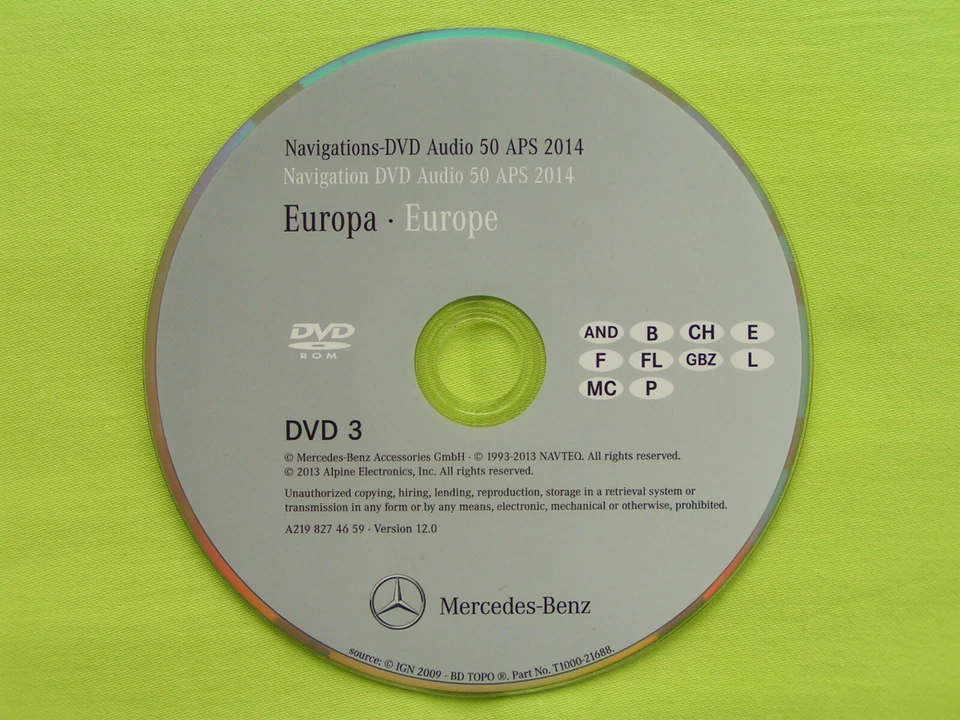 Navigations-DVD Audio 50 APS 2014
Navigation DVD Audio 50 APS 2014
Europa · Europe
DVD
ROM
AND B CH E
F FL GBZ L
MC P
DVD 3
© Mercedes-Benz Accessories GmbH · © 1993-2013 NAVTEQ. All rights reserved.
© 2013 Alpine Electronics, Inc. All rights reserved.
Unauthorized copying, hiring, lending, reproduction, storage in a retrieval system or
transmission in any form or by any means, electronic, mechanical or otherwise, prohibited.
A219 827 46 59 · Version 12.0
Mercedes-Benz
source: © IGN 2009 - BD TOPO ®. Part No. T1000-21688.